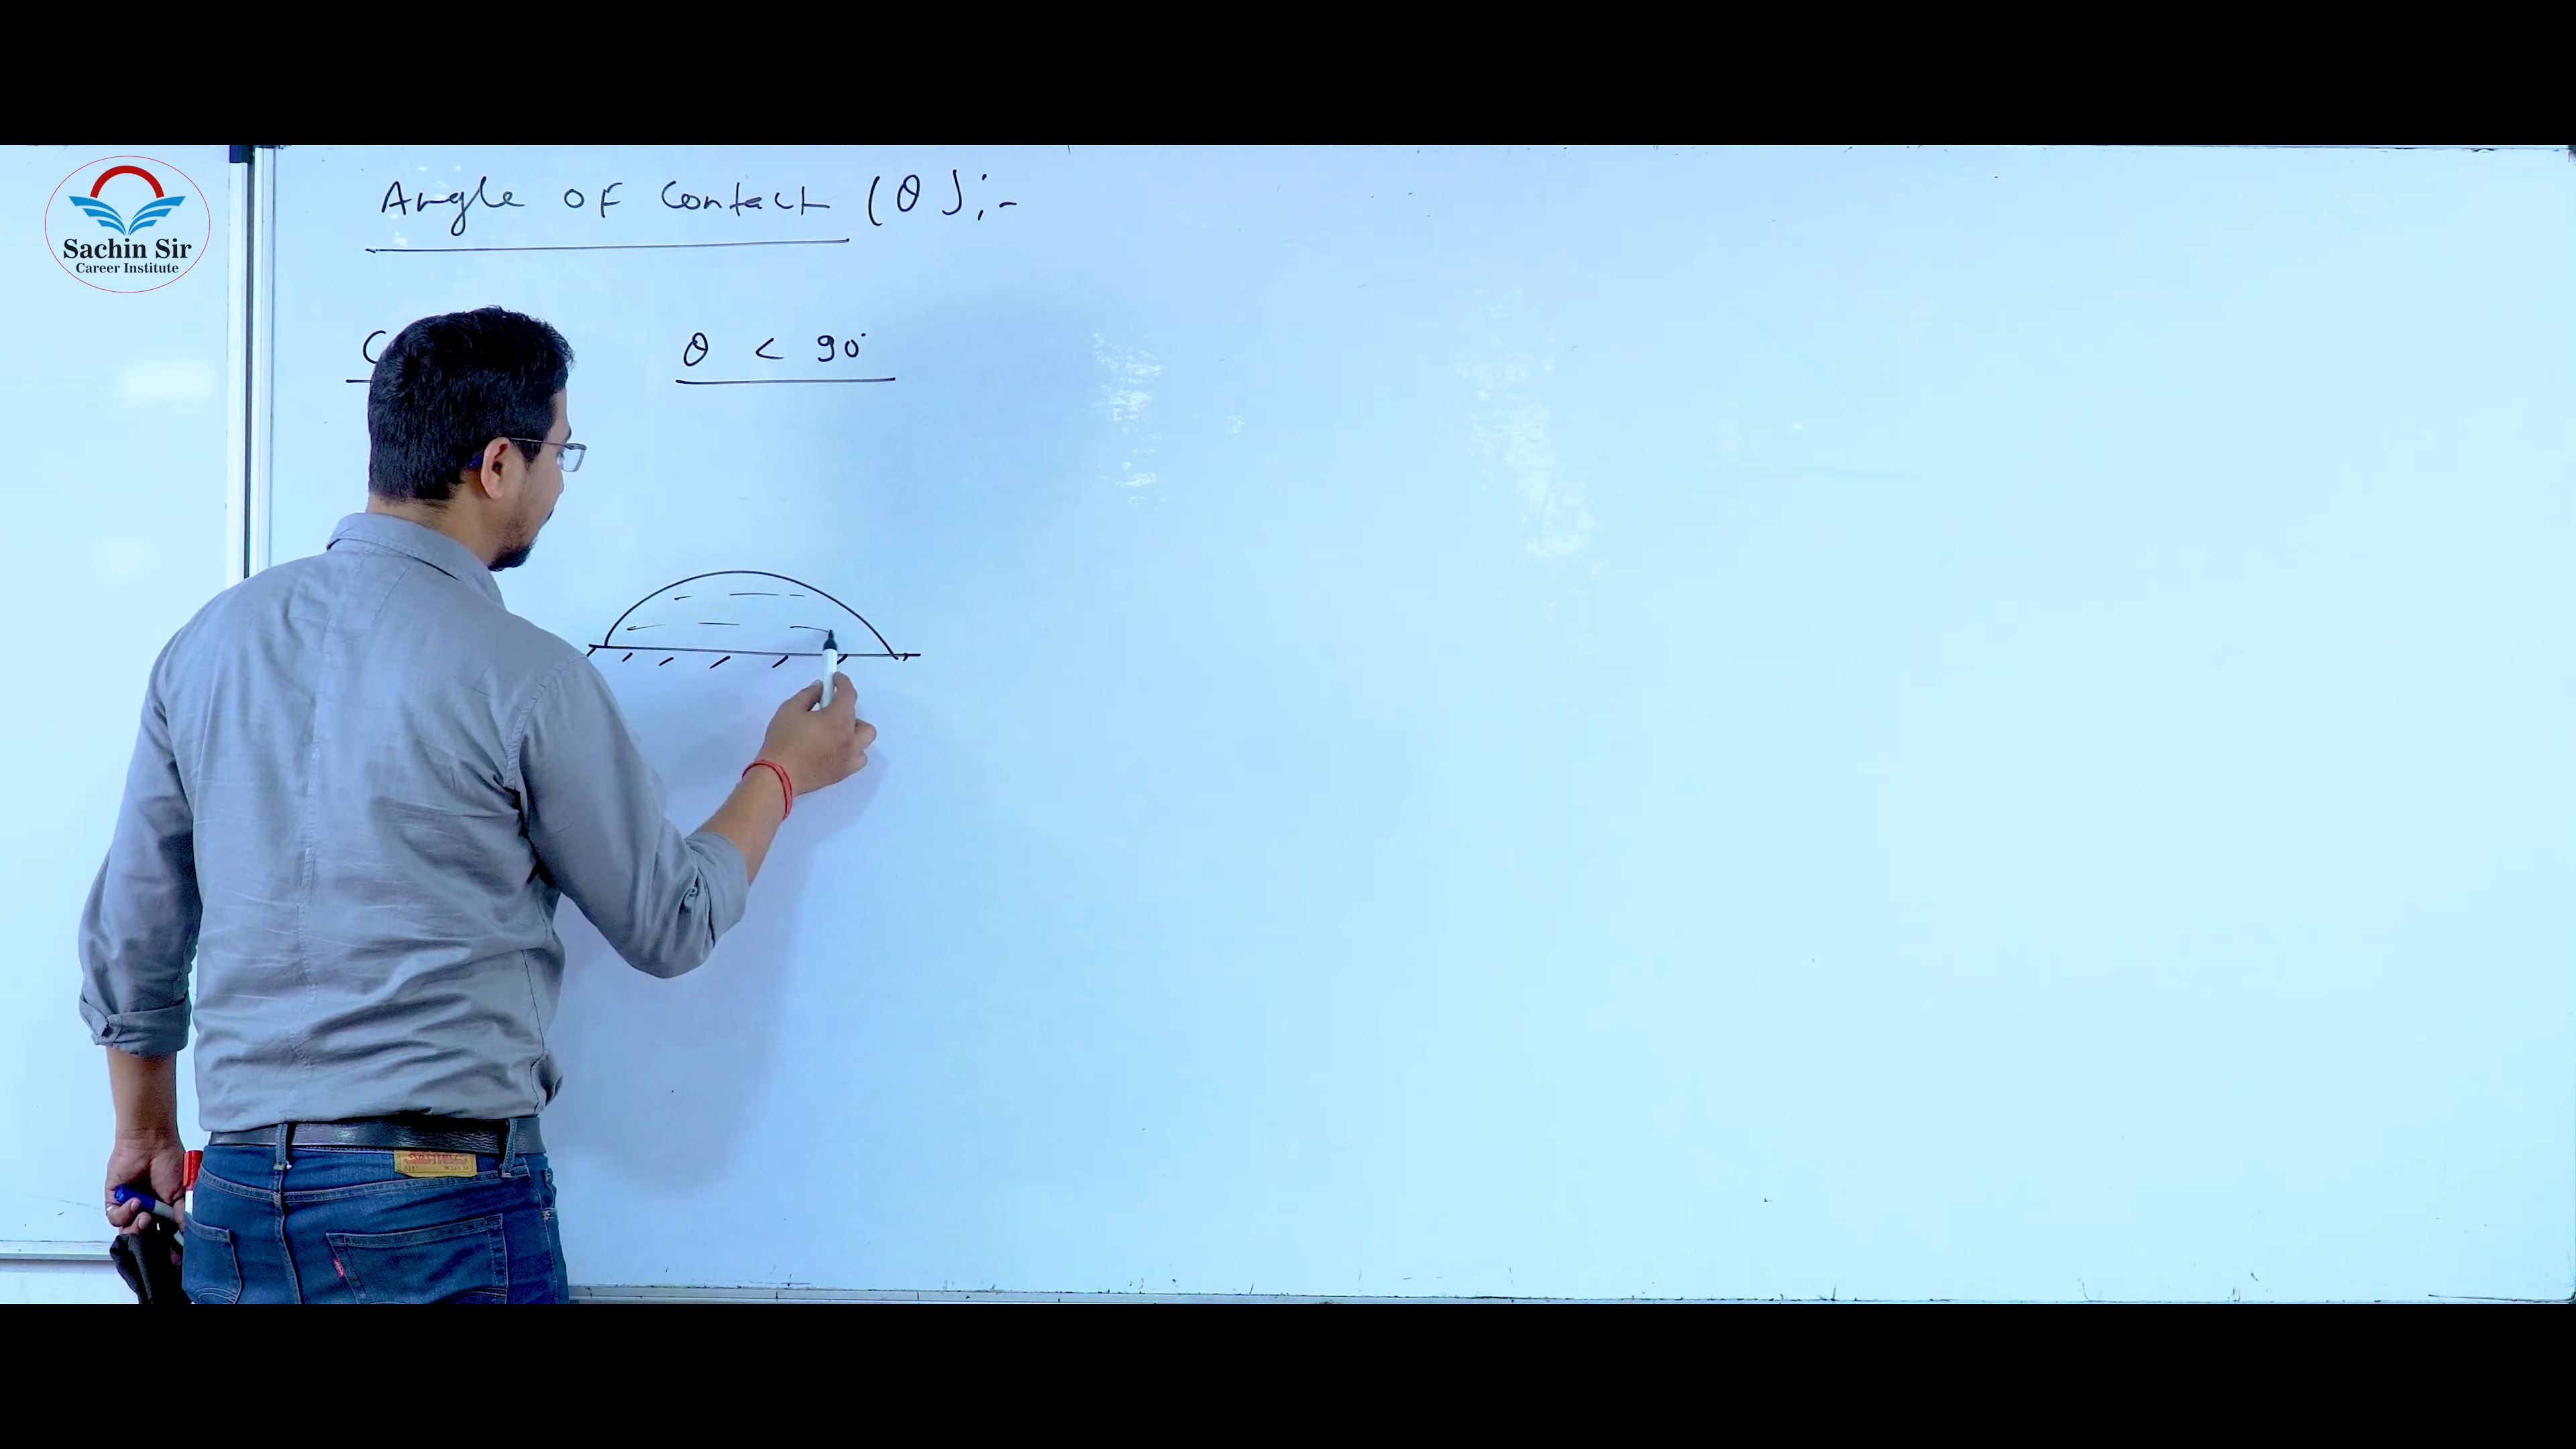 Sachin Sir
Career Institute
Angle OF Contact (θ);-
θ < 90°